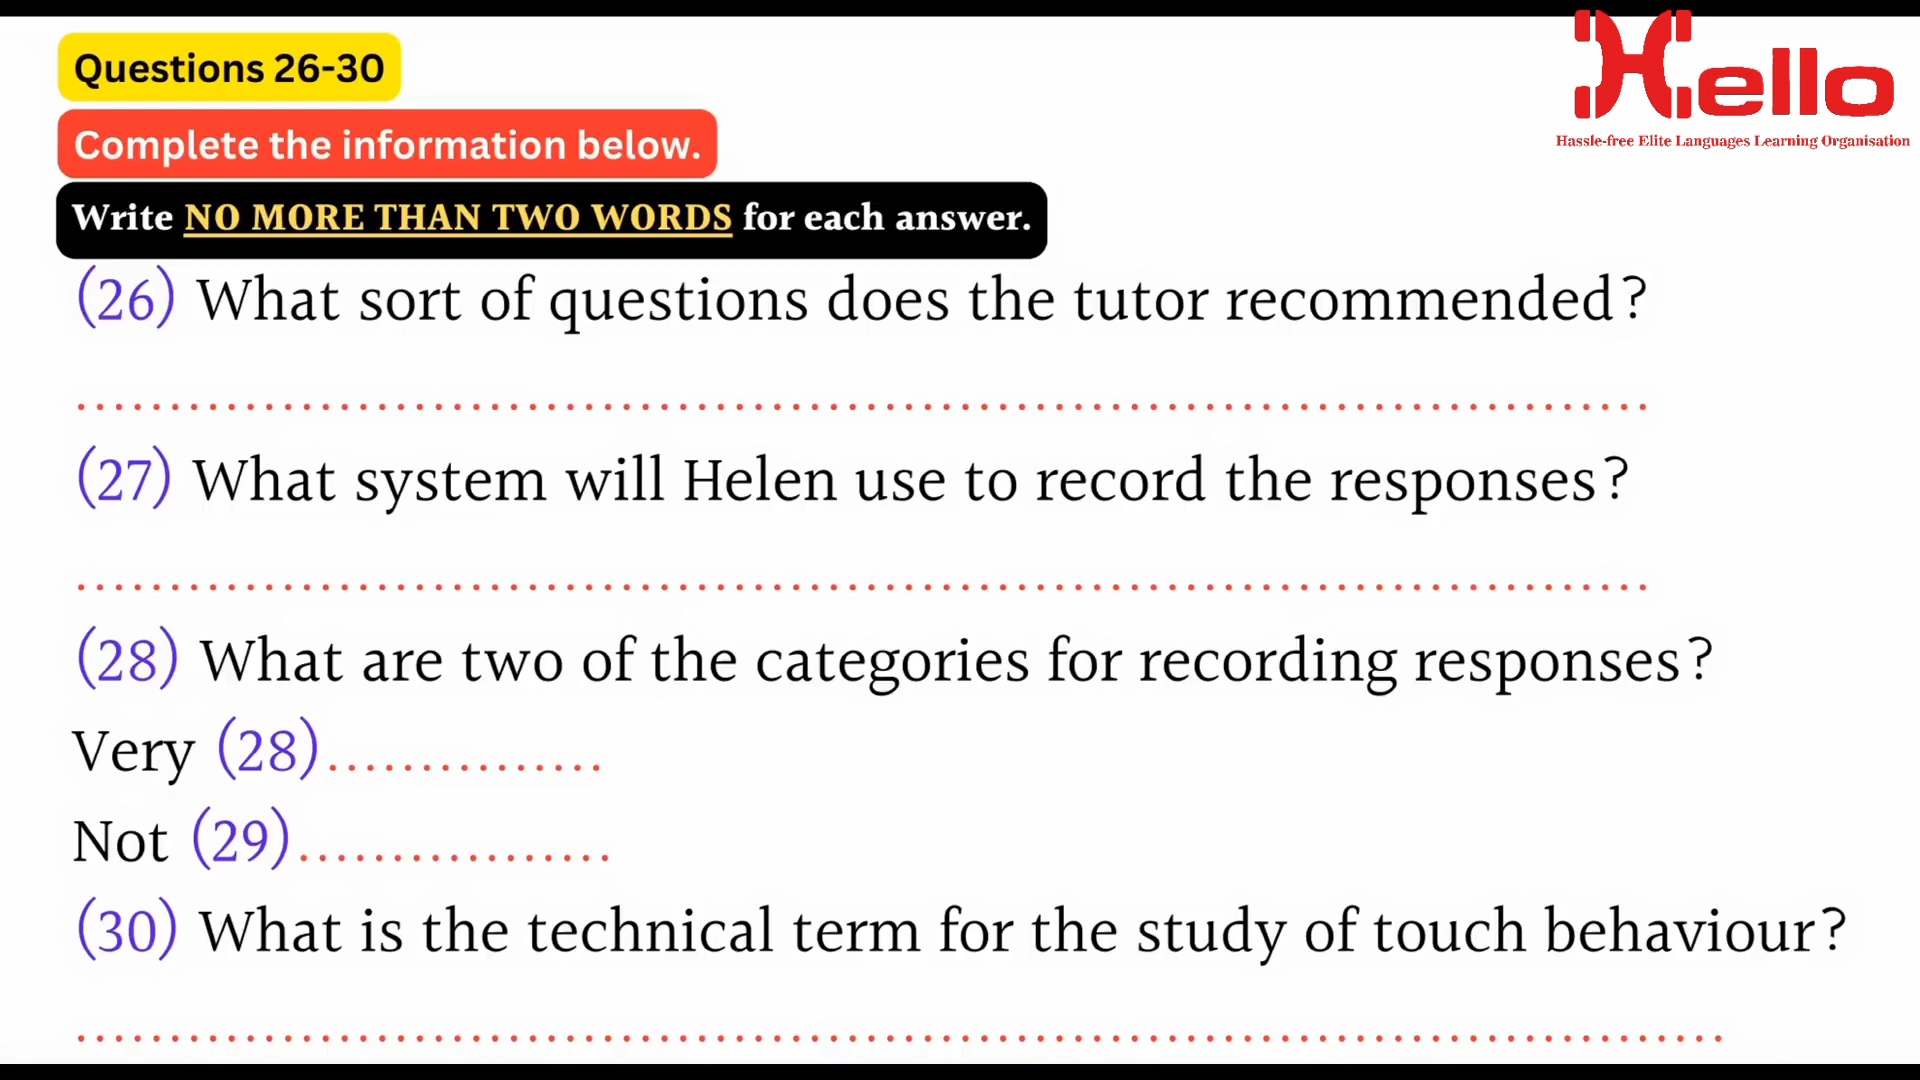 Questions 26-30
Hello
Complete the information below.
Hassle-free Elite Languages Learning Organisation
Write NO MORE THAN TWO WORDS for each answer.
(26) What sort of questions does the tutor recommended?
................................................................................
(27) What system will Helen use to record the responses?
................................................................................
(28) What are two of the categories for recording responses?
Very (28)...............
Not (29).................
(30) What is the technical term for the study of touch behaviour?
................................................................................